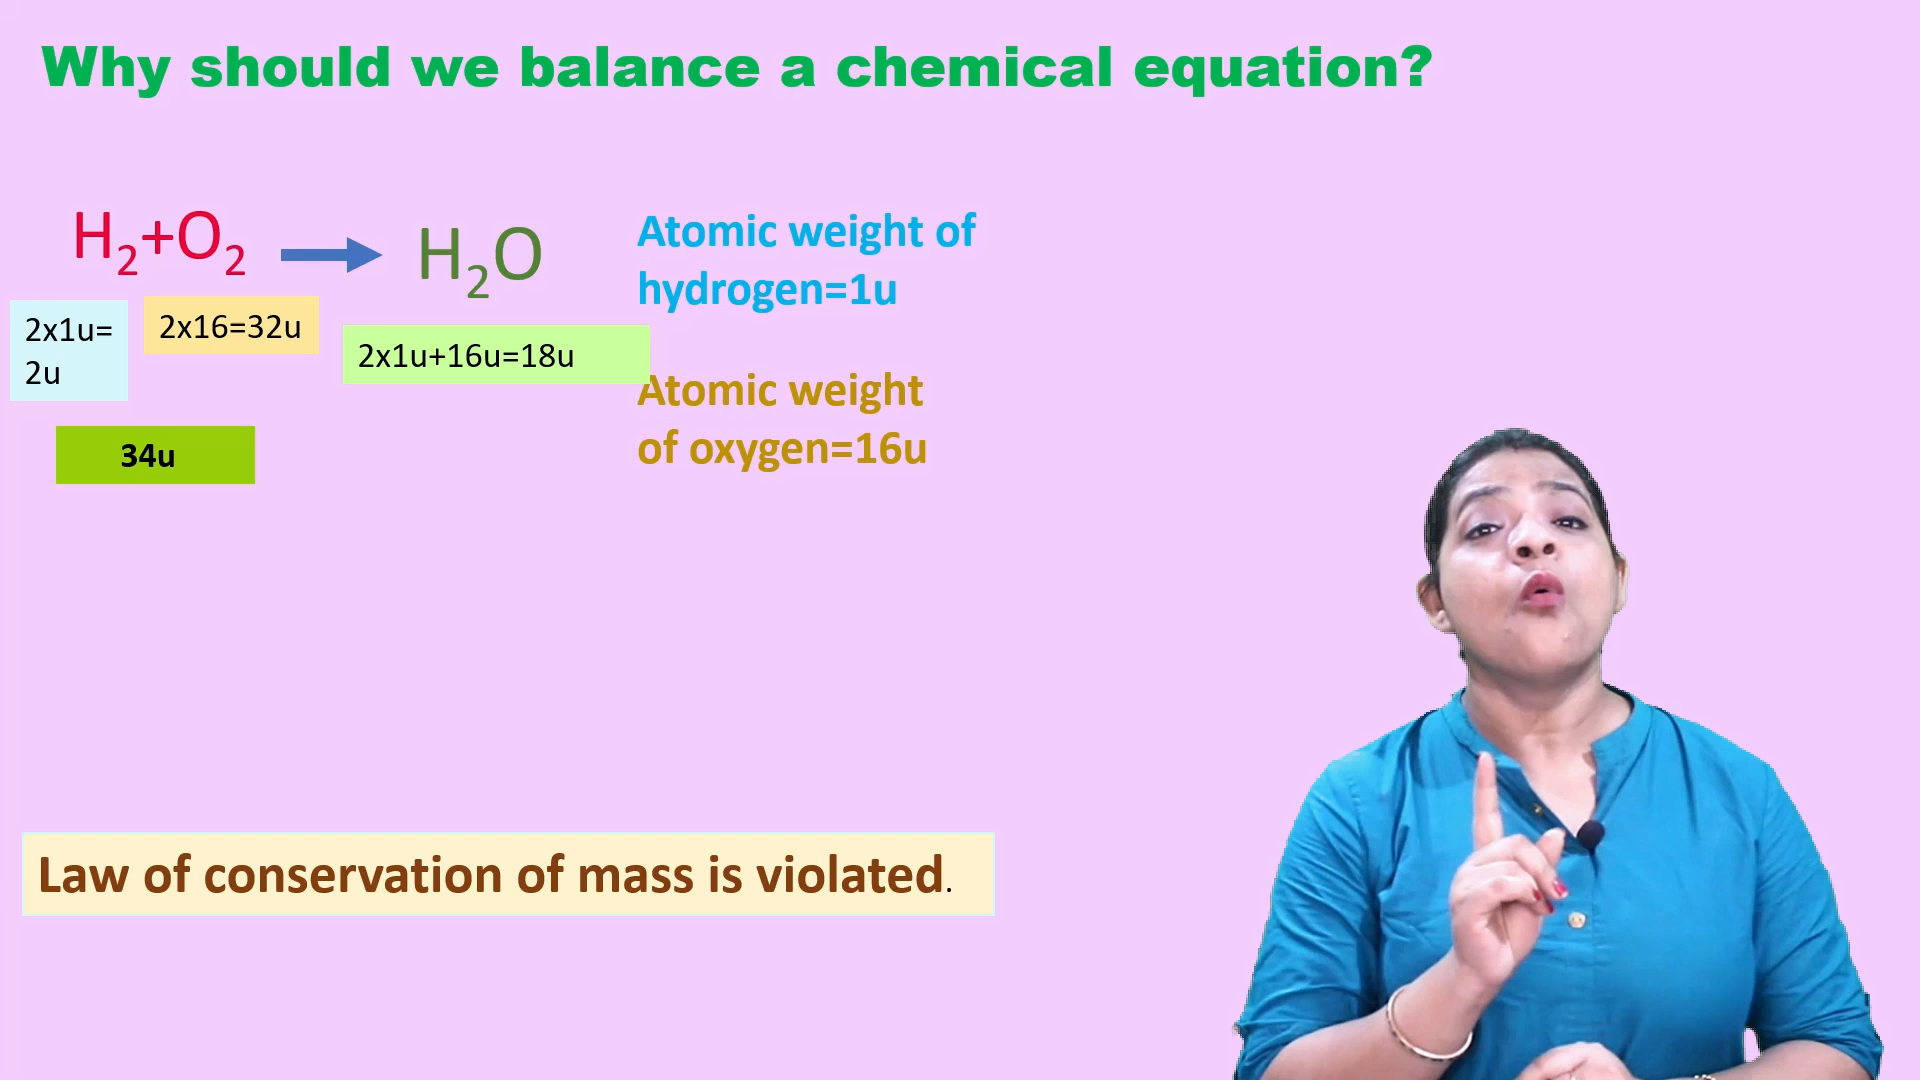 Why should we balance a chemical equation?
H₂+O₂
H₂O
2x1u=
2u
2x16=32u
2x1u+16u=18u
34u
Atomic weight of
hydrogen=1u
Atomic weight
of oxygen=16u
Law of conservation of mass is violated.